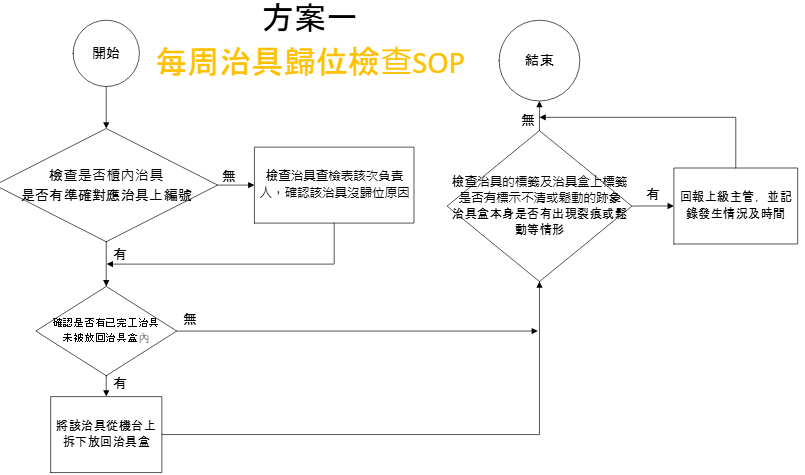 方案一
每周治具歸位檢查SOP
開始
檢查是否櫃內治具
是否有準確對應治具上編號
無
檢查治具查檢表該次負責
人，確認該治具沒歸位原因
有
確認是否有已完工治具
未被放回治具盒內
無
有
將該治具從機台上
拆下放回治具盒
檢查治具的標籤及治具盒上標籤
是否有標示不清或鬆動的跡象
治具盒本身是否有出現裂痕或鬆
動等情形
有
回報上級主管，並記
錄發生情況及時間
無
結束